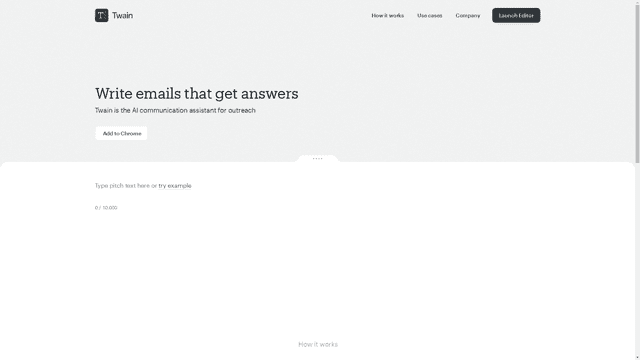 Twain
How it works
Use cases
Company
Launch Editor
Write emails that get answers
Twain is the AI communication assistant for outreach
Add to Chrome
Type pitch text here or try example
0 / 10.000
How it works